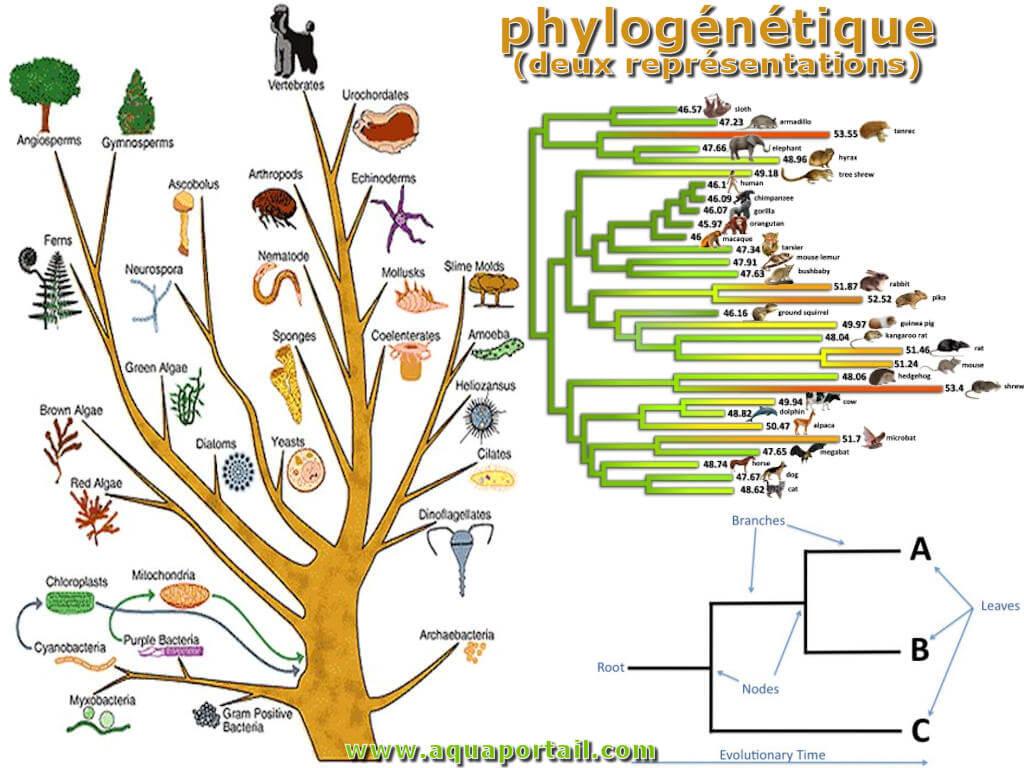 phylogénétique
(deux représentations)
Vertebrates
Urochordates
Angiosperms
Gymnosperms
Ascobolus
Arthropods
Echinoderms
Ferns
Neurospora
Nematode
Mollusks
Slime Molds
Sponges
Coelenterates
Amoeba
Green Algae
Heliozansus
Brown Algae
Diatoms
Yeasts
Cilates
Red Algae
Dinoflagellates
Chloroplasts
Mitochondria
Cyanobacteria
Purple Bacteria
Archaebacteria
Myxobacteria
Gram Positive
Bacteria
46.57 sloth
47.23 armadillo
53.55 tenrec
47.66 elephant
48.96 hyrax
49.18 tree shrew
46.1 human
46.09 chimpanzee
46.07 gorilla
45.97 orangutan
46 macaque
47.34 tarsier
47.91 mouse lemur
47.63 bushbaby
51.87 rabbit
52.52 pika
46.16 ground squirrel
49.97 guinea pig
48.04 kangaroo rat
51.46 rat
51.24 mouse
48.06 hedgehog
53.4 shrew
49.94 cow
48.82 dolphin
50.47 alpaca
51.7 microbat
47.65 megabat
48.74 horse
47.67 dog
48.62 cat
Branches
A
Leaves
B
Root
Nodes
C
Evolutionary Time
www.aquaportail.com